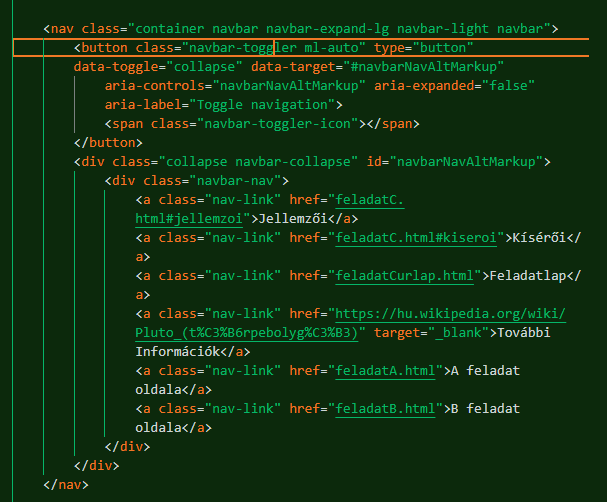 <nav class="container navbar navbar-expand-lg navbar-light navbar">
<button class="navbar-toggler ml-auto" type="button"
data-toggle="collapse" data-target="#navbarNavAltMarkup"
aria-controls="navbarNavAltMarkup" aria-expanded="false"
aria-label="Toggle navigation">
<span class="navbar-toggler-icon"></span>
</button>
<div class="collapse navbar-collapse" id="navbarNavAltMarkup">
<div class="navbar-nav">
<a class="nav-link" href="feladatC.
html#jellemzoi">Jellemzői</a>
<a class="nav-link" href="feladatC.html#kiseroi">Kísérői</
a>
<a class="nav-link" href="feladatCurlap.html">Feladatlap</
a>
<a class="nav-link" href="https://hu.wikipedia.org/wiki/
Pluto_(t%C3%B6rpebolyg%C3%B3)" target="_blank">További
Információk</a>
<a class="nav-link" href="feladatA.html">A feladat
oldala</a>
<a class="nav-link" href="feladatB.html">B feladat
oldala</a>
</div>
</div>
</nav>